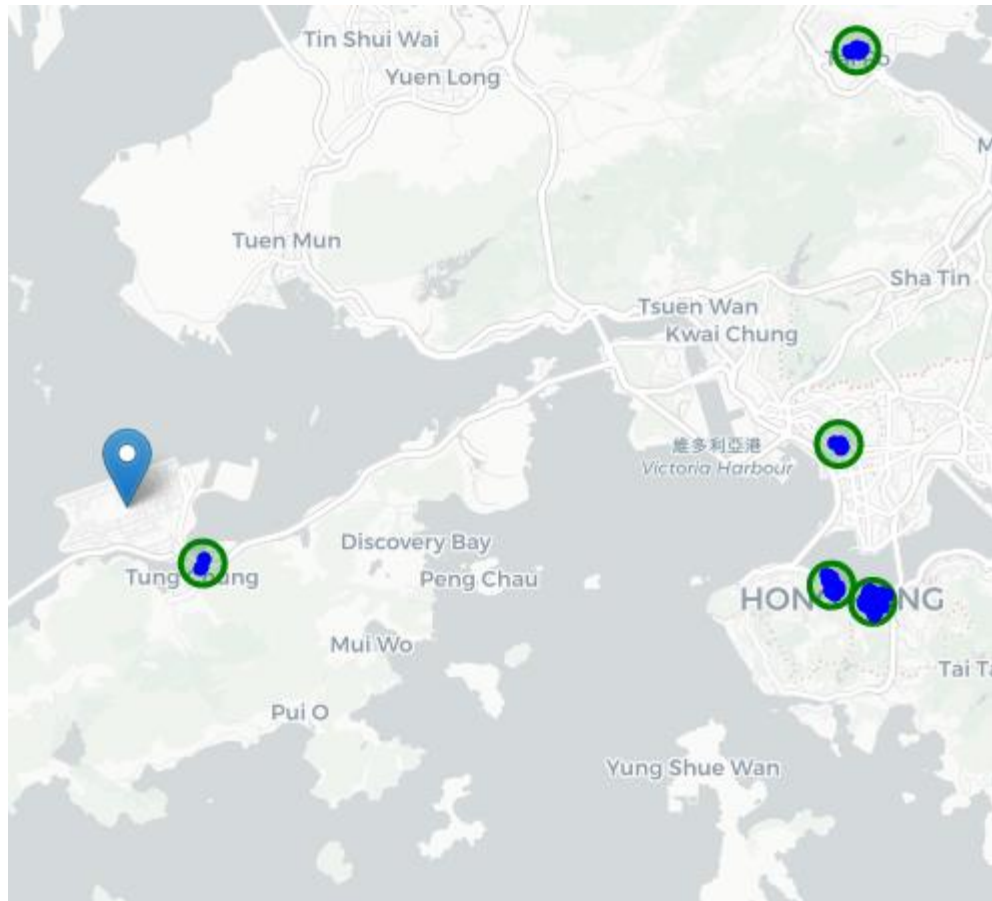 Tin Shui Wai
Yuen Long
Tuen Mun
Sha Tin
Tsuen Wan
Kwai Chung
維多利亞港
Victoria Harbour
Discovery Bay
Peng Chau
Mui Wo
Pui O
Yung Shue Wan